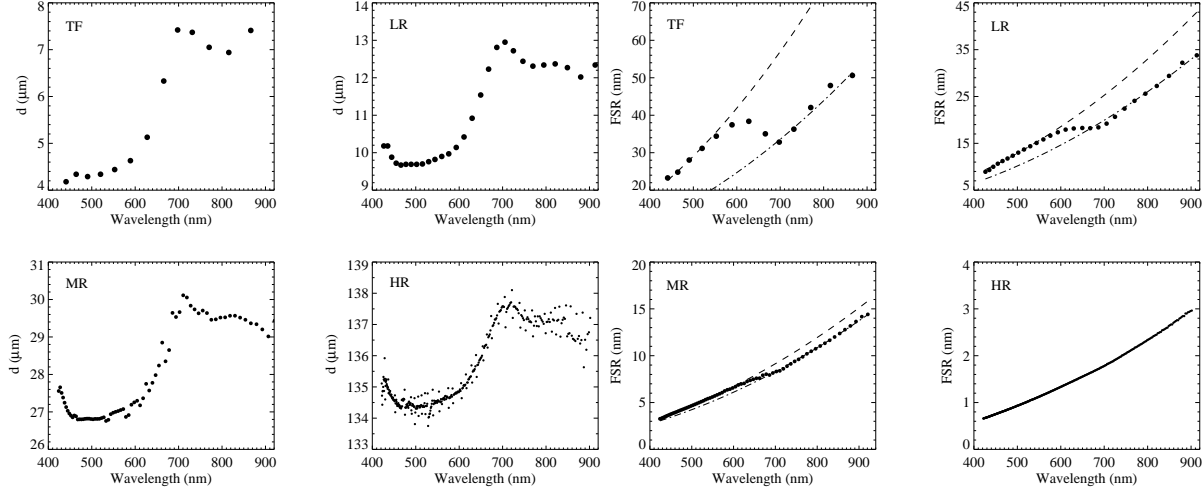 TF
d (μm)
8
7
6
5
4
400 500 600 700 800 900
Wavelength (nm)
LR
d (μm)
14
13
12
11
10
9
400 500 600 700 800 900
Wavelength (nm)
TF
FSR (nm)
70
60
50
40
30
20
400 500 600 700 800 900
Wavelength (nm)
LR
FSR (nm)
45
35
25
15
5
400 500 600 700 800 900
Wavelength (nm)
MR
d (μm)
31
30
29
28
27
26
400 500 600 700 800 900
Wavelength (nm)
HR
d (μm)
139
138
137
136
135
134
133
400 500 600 700 800 900
Wavelength (nm)
MR
FSR (nm)
20
15
10
5
0
400 500 600 700 800 900
Wavelength (nm)
HR
FSR (nm)
4
3
2
1
0
400 500 600 700 800 900
Wavelength (nm)